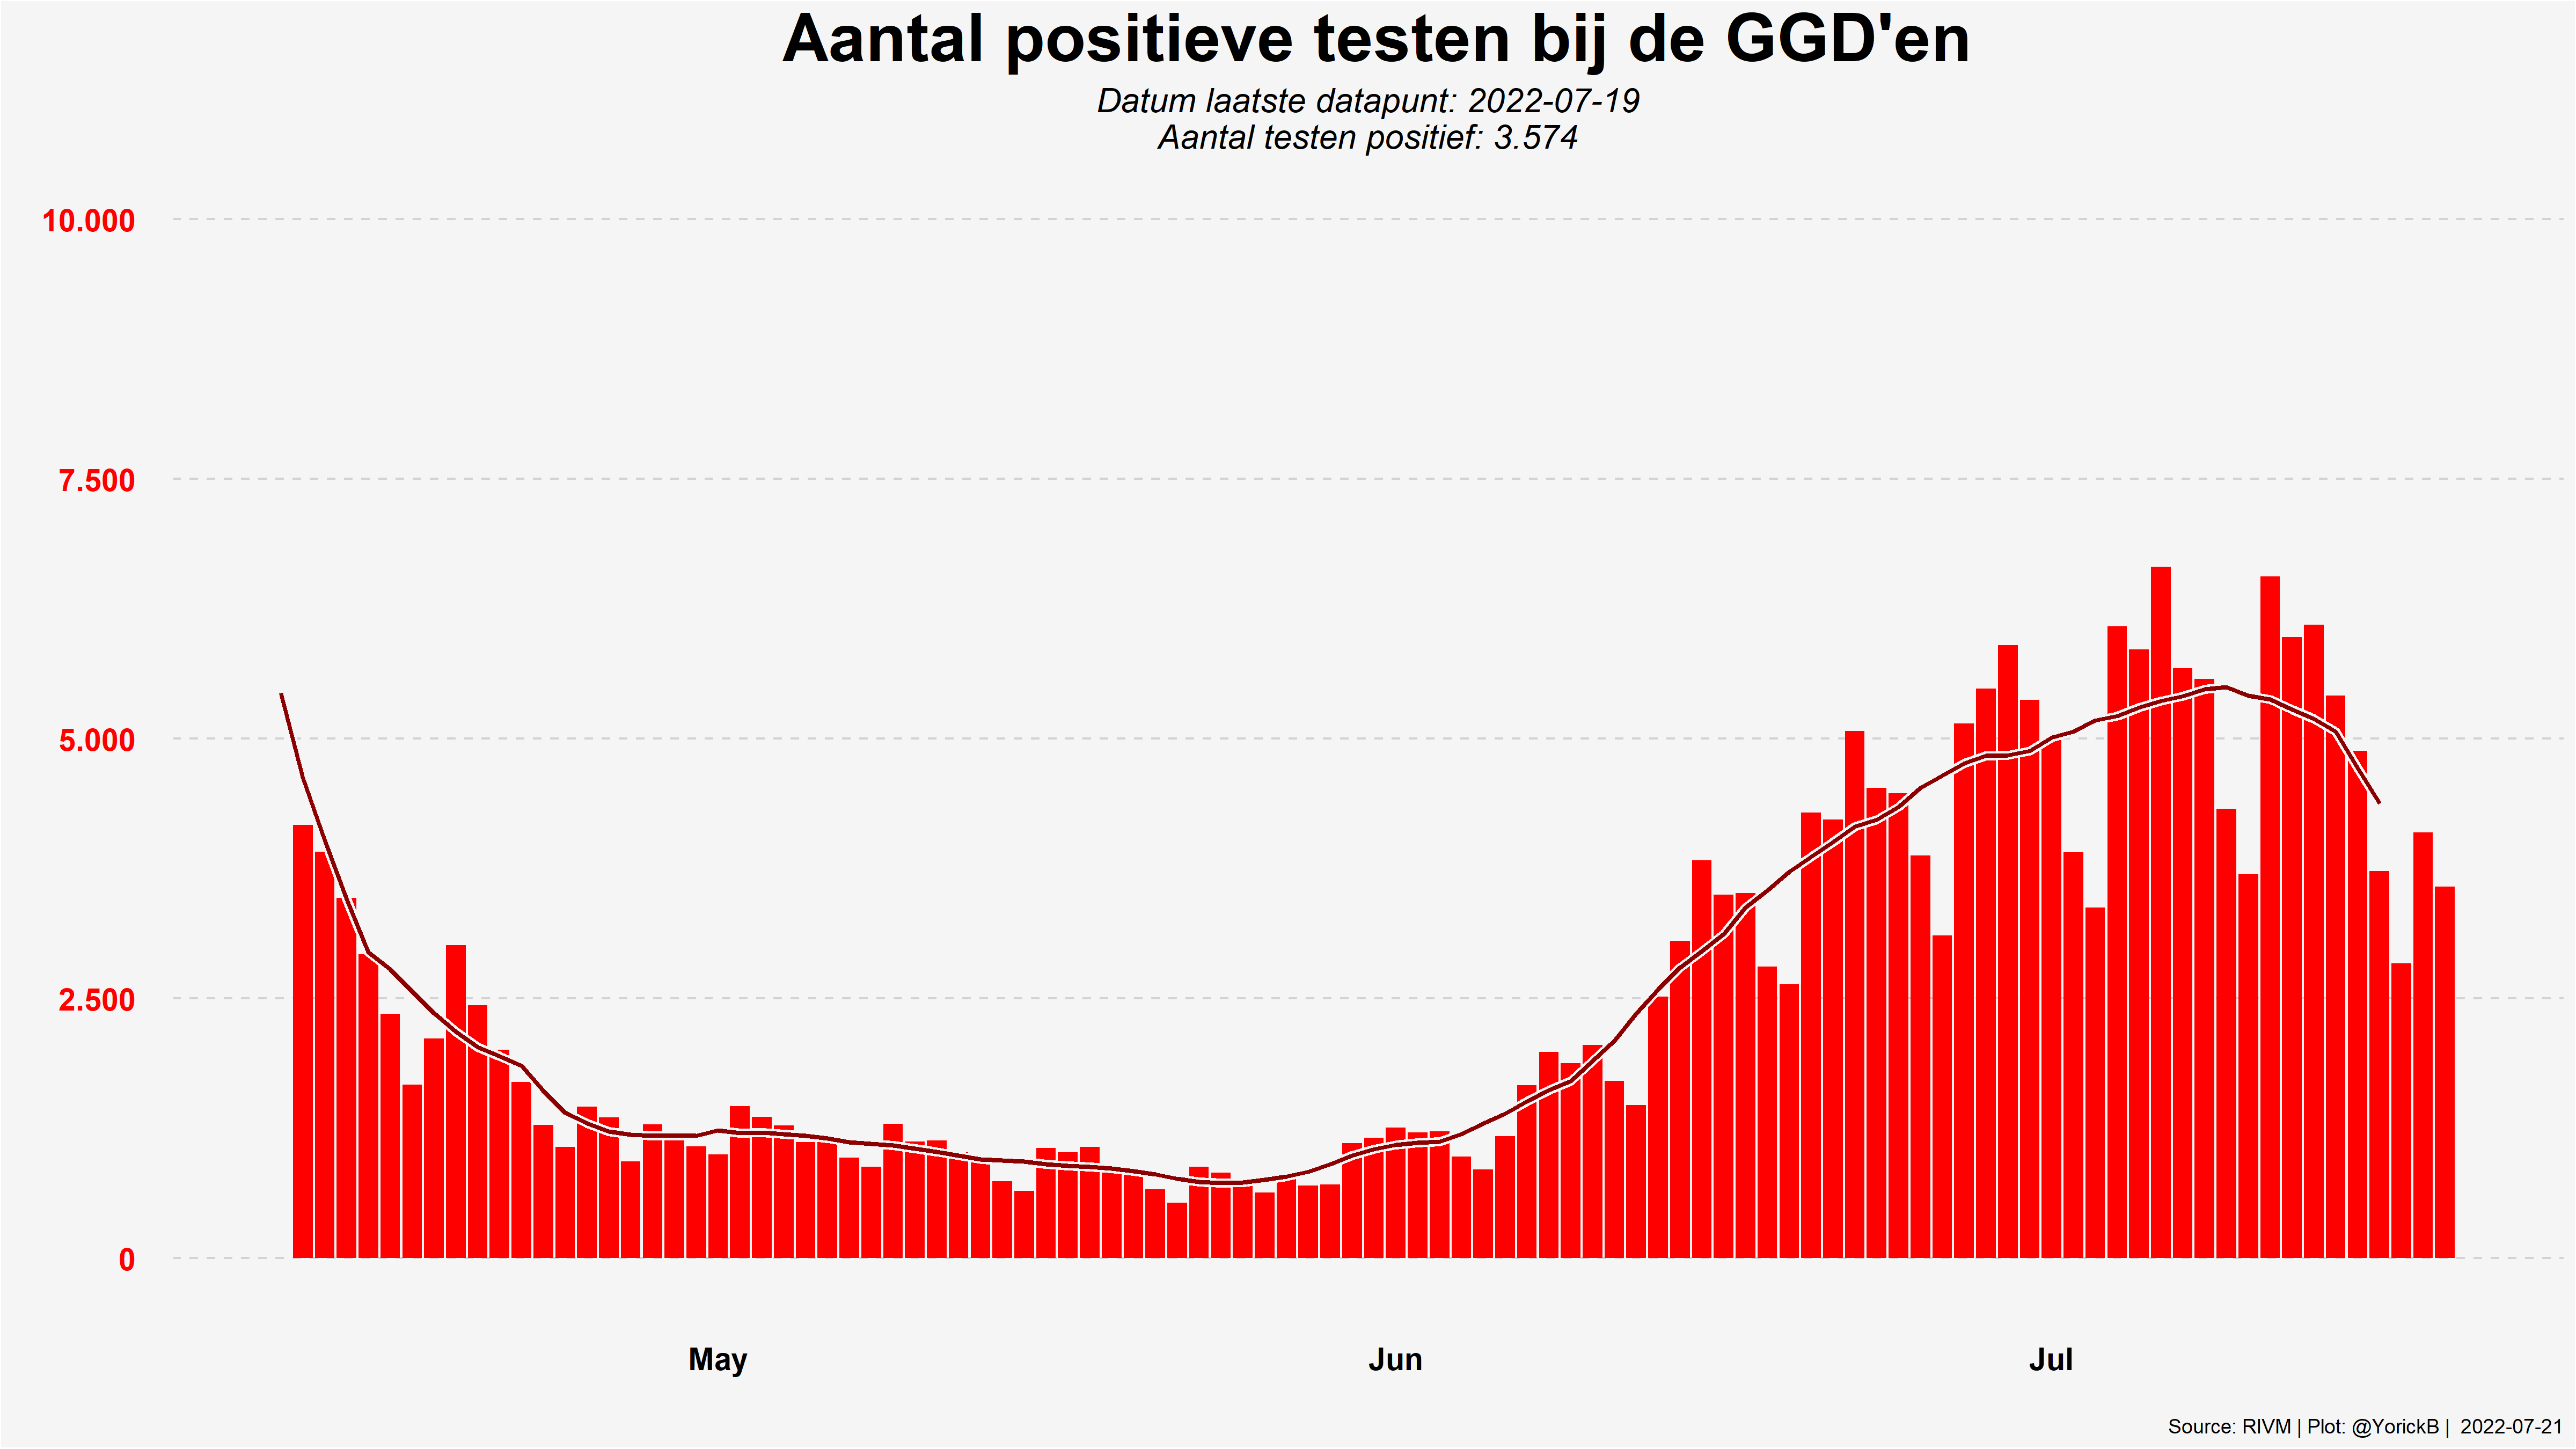 Aantal positieve testen bij de GGD'en
Datum laatste datapunt: 2022-07-19
Aantal testen positief: 3.574
10.000
7.500
5.000
2.500
0
May Jun Jul
Source: RIVM | Plot: @YorickB | 2022-07-21